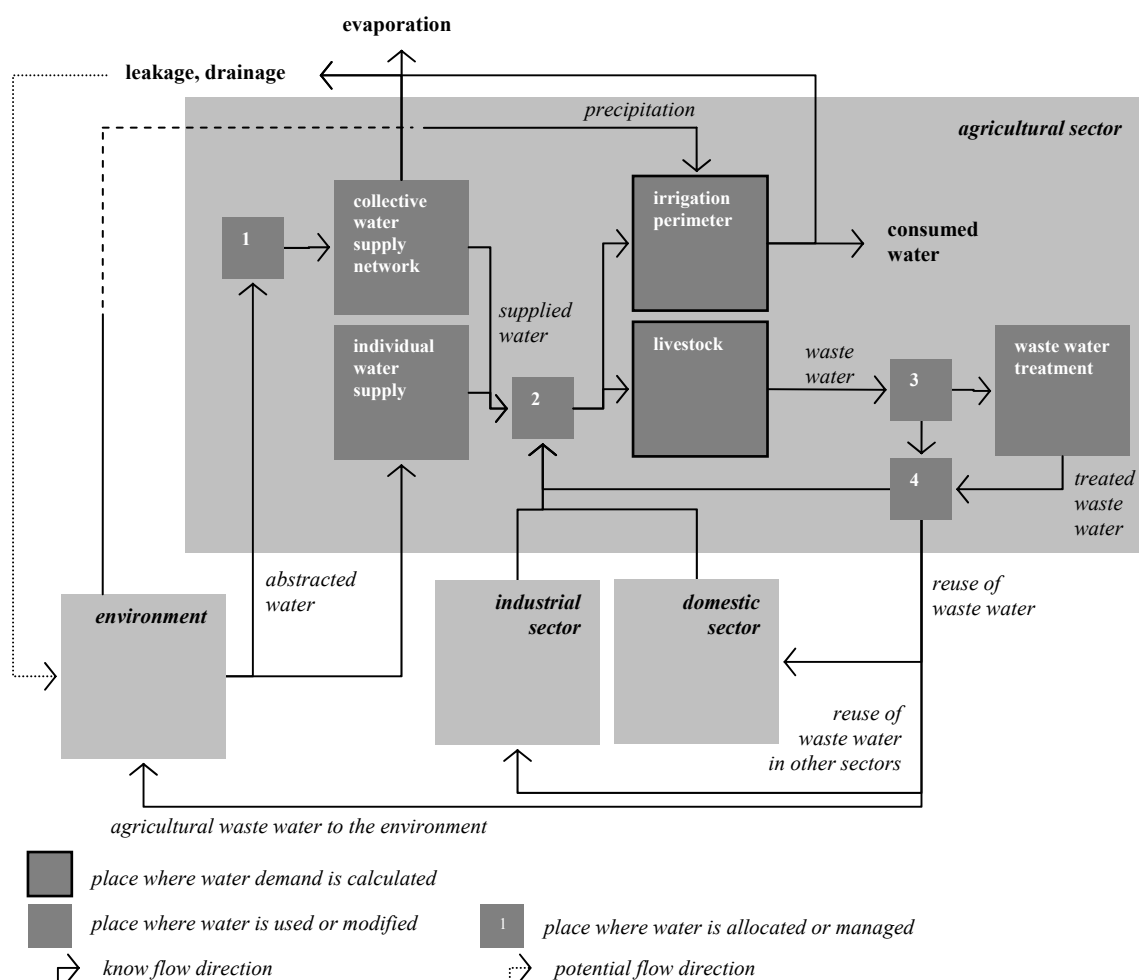 evaporation
leakage, drainage
precipitation
agricultural sector
1
collective
water
supply
network
irrigation
perimeter
consumed
water
supplied
water
individual
water
supply
2
livestock
waste
water
3
waste water
treatment
4
treated
waste
water
abstracted
water
environment
industrial
sector
domestic
sector
reuse of
waste water
reuse of
waste water
in other sectors
agricultural waste water to the environment
place where water demand is calculated
place where water is used or modified
1
place where water is allocated or managed
know flow direction
potential flow direction